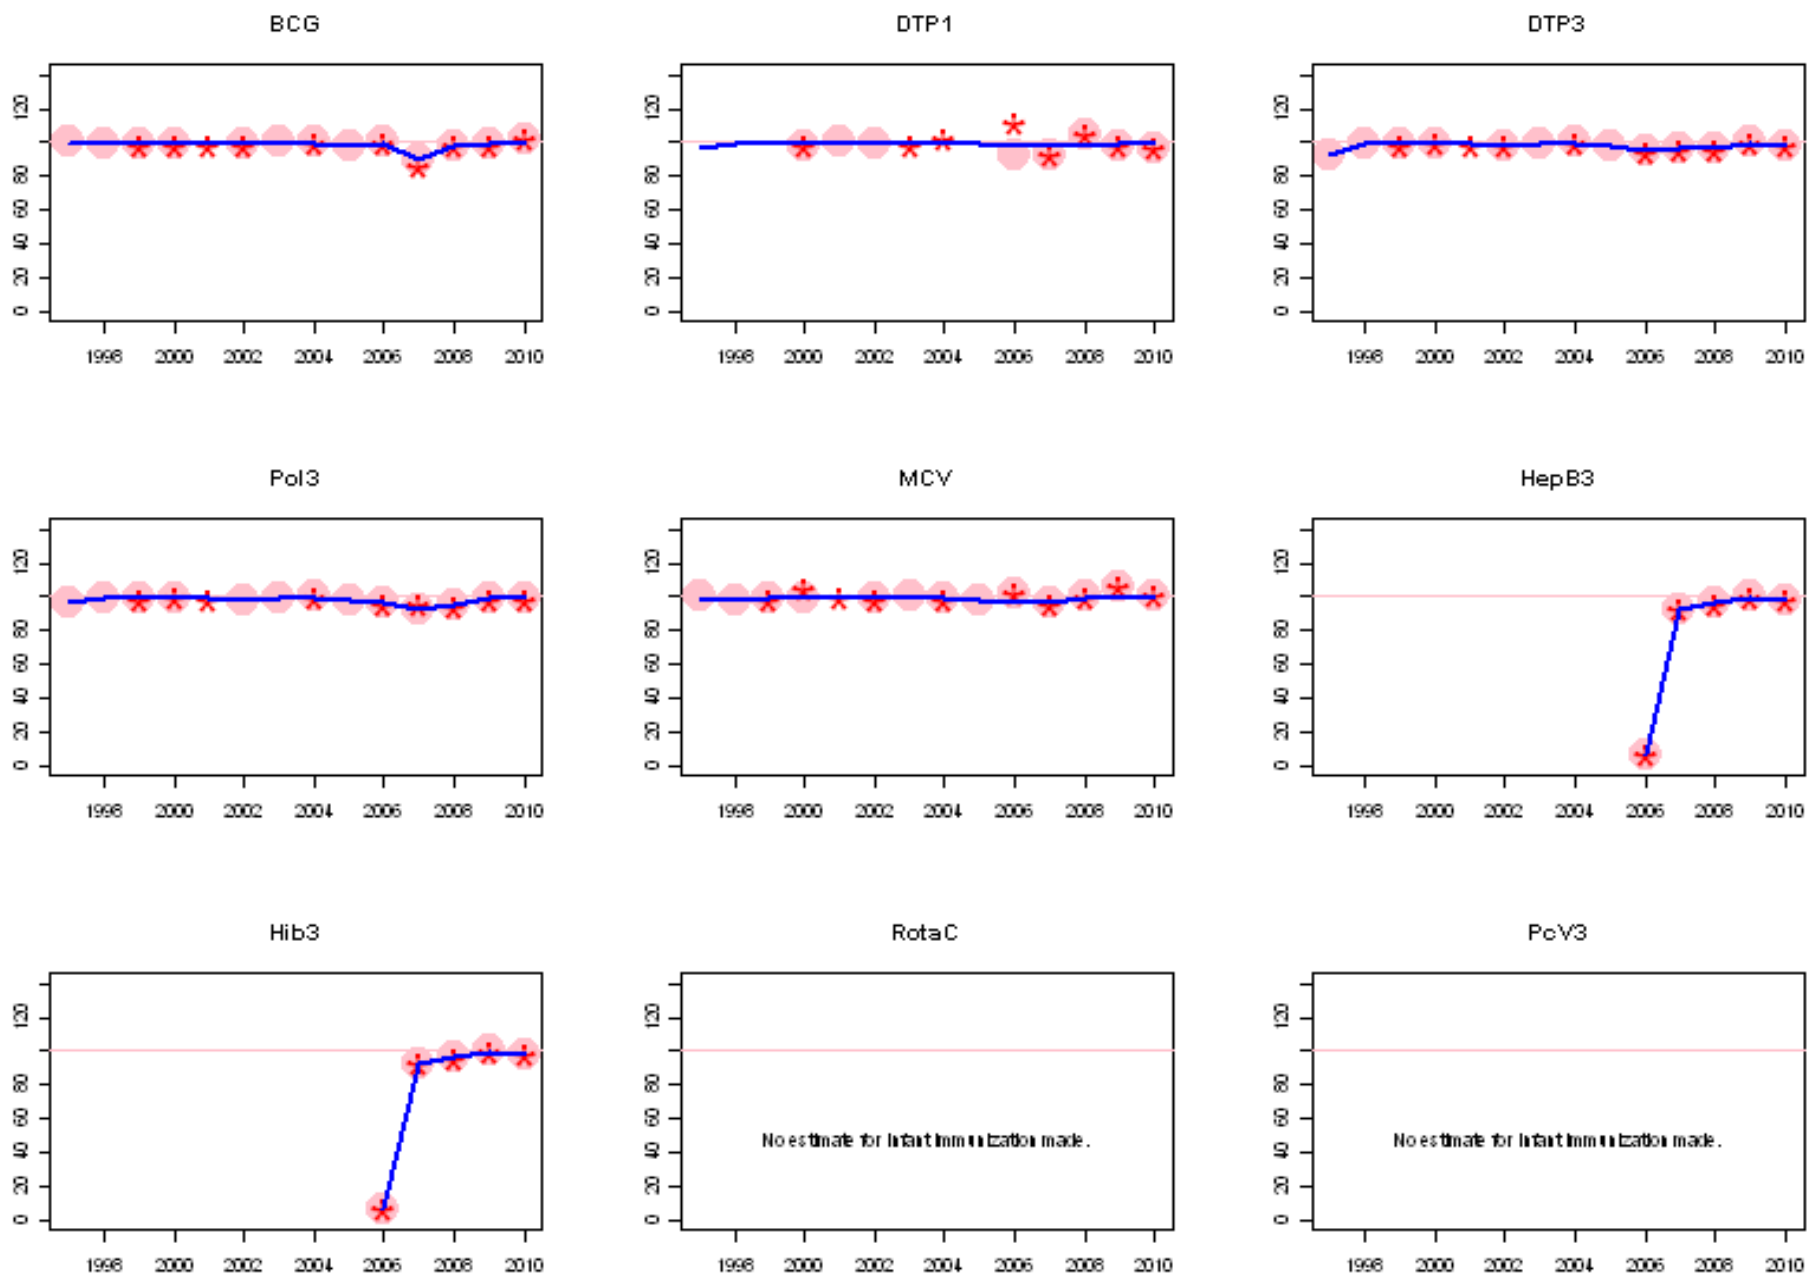 BCG
DTP1
DTP3
0 20 40 60 80 120
1998 2000 2002 2004 2006 2008 2010
0 20 40 60 80 120
1998 2000 2002 2004 2006 2008 2010
0 20 40 60 80 120
1998 2000 2002 2004 2006 2008 2010
Pol3
MCV
HepB3
0 20 40 60 80 120
1998 2000 2002 2004 2006 2008 2010
0 20 40 60 80 120
1998 2000 2002 2004 2006 2008 2010
0 20 40 60 80 120
1998 2000 2002 2004 2006 2008 2010
Hib3
RotaC
PcV3
0 20 40 60 80 120
1998 2000 2002 2004 2006 2008 2010
0 20 40 60 80 120
No estimate for infant immunization made.
1998 2000 2002 2004 2006 2008 2010
0 20 40 60 80 120
No estimate for infant immunization made.
1998 2000 2002 2004 2006 2008 2010